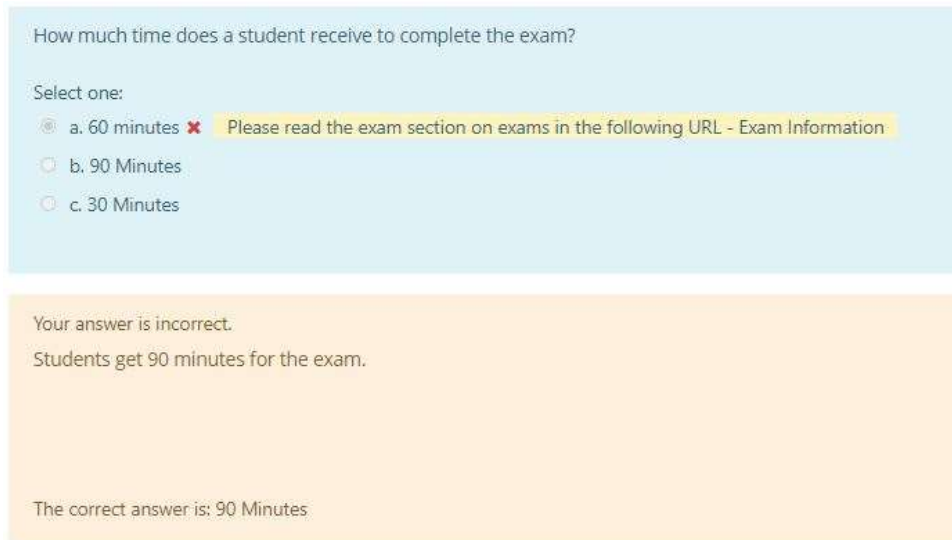 How much time does a student receive to complete the exam?
Select one:
a. 60 minutes ✖ Please read the exam section on exams in the following URL - Exam Information
b. 90 Minutes
c. 30 Minutes
Your answer is incorrect.
Students get 90 minutes for the exam.
The correct answer is: 90 Minutes